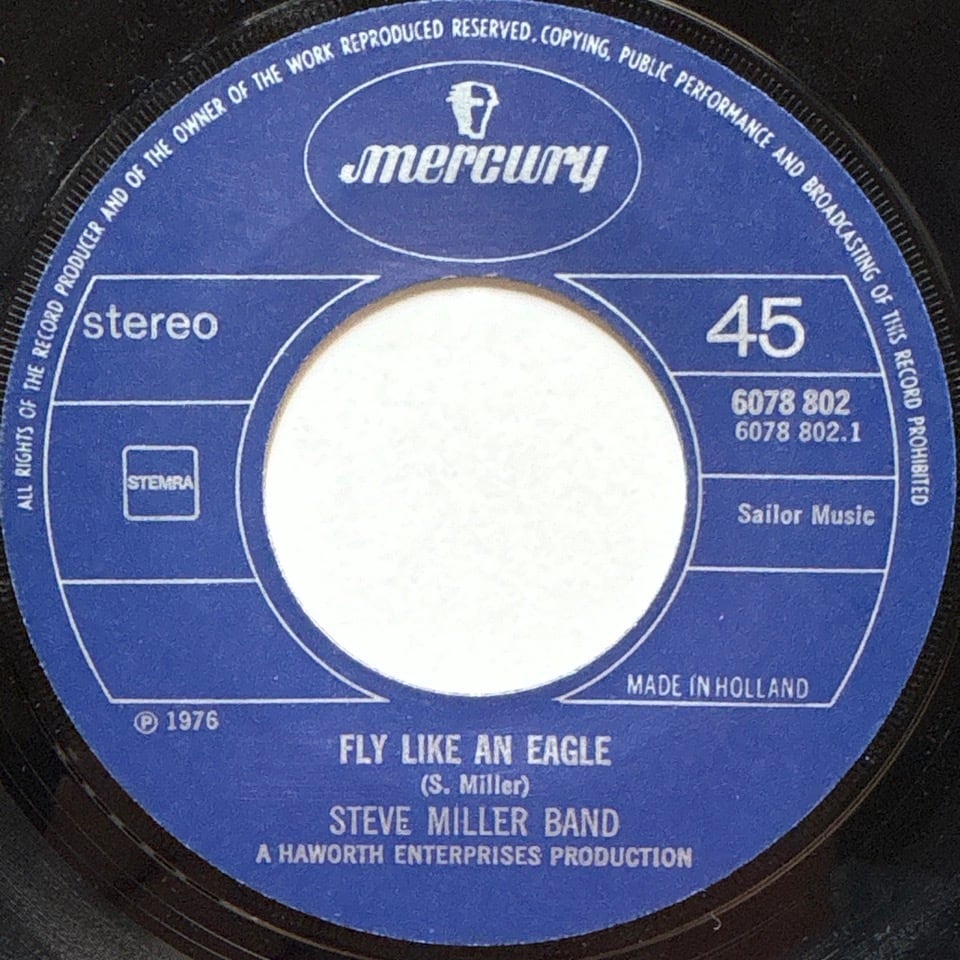 ALL RIGHTS OF THE RECORD PRODUCER AND OF THE OWNER OF THE WORK REPRODUCED RESERVED. COPYING, PUBLIC PERFORMANCE AND BROADCASTING OF THIS RECORD PROHIBITED
mercury
stereo
45
6078 802
6078 802.1
STEMRA
Sailor Music
MADE IN HOLLAND
℗ 1976
FLY LIKE AN EAGLE
(S. Miller)
STEVE MILLER BAND
A HAWORTH ENTERPRISES PRODUCTION